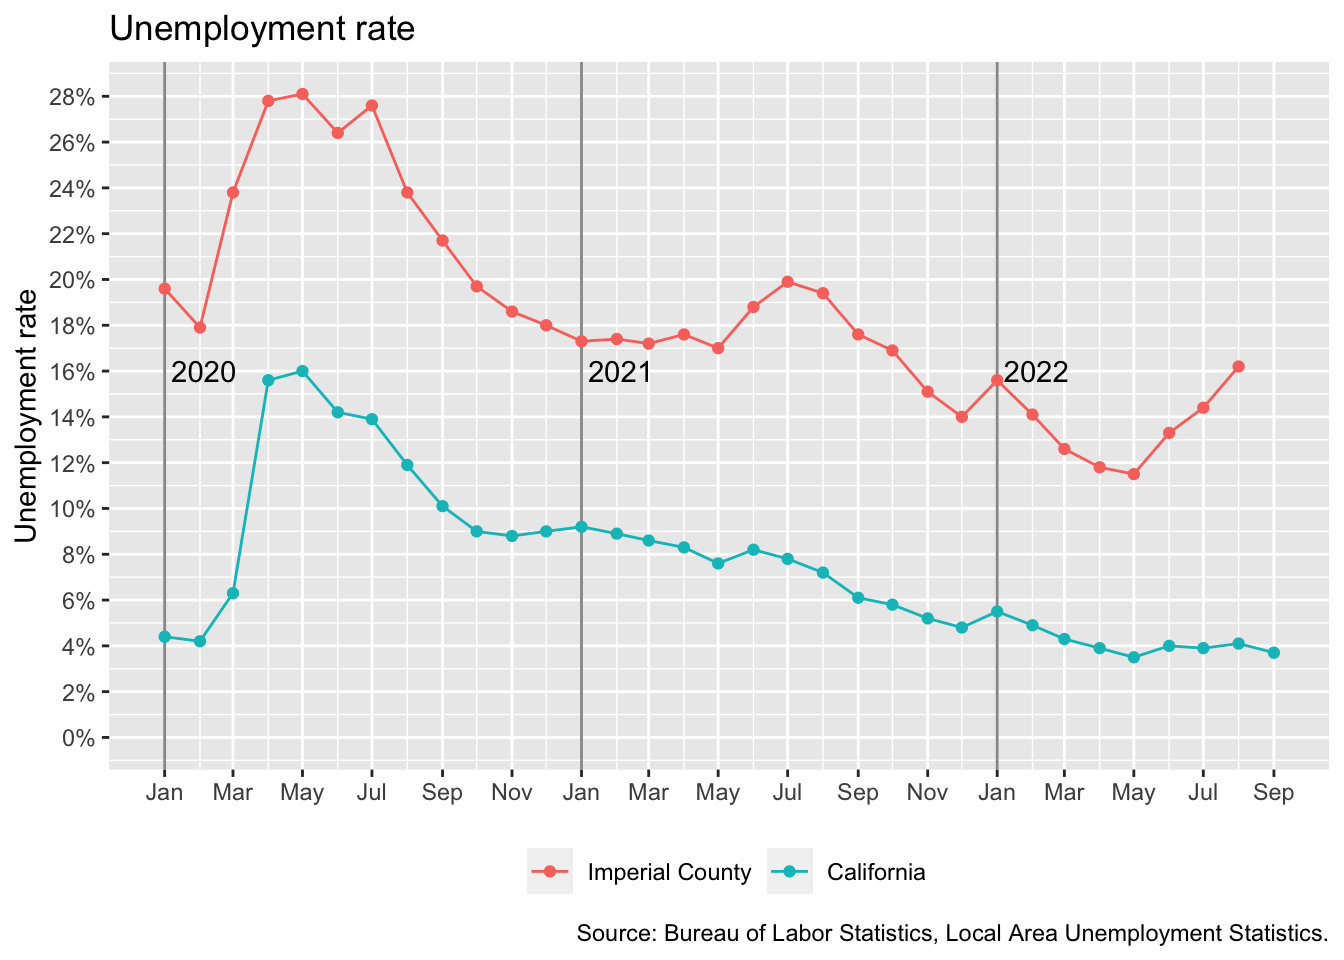 Unemployment rate
Unemployment rate
28%
26%
24%
22%
20%
18%
16%
14%
12%
10%
8%
6%
4%
2%
0%
2020 2021 2022
Jan Mar May Jul Sep Nov Jan Mar May Jul Sep Nov Jan Mar May Jul Sep
Imperial County California
Source: Bureau of Labor Statistics, Local Area Unemployment Statistics.